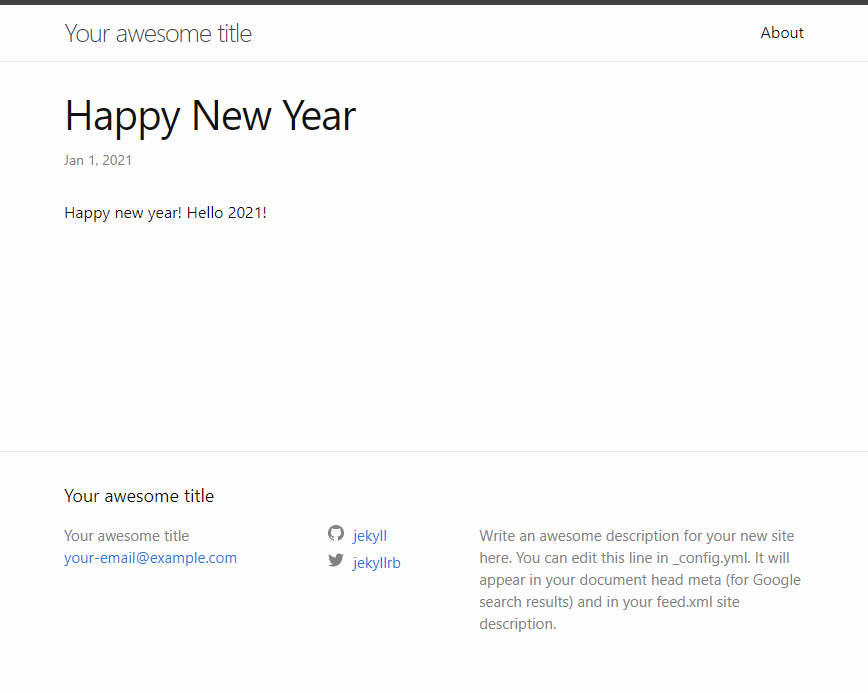 Your awesome title
About
Happy New Year
Jan 1, 2021
Happy new year! Hello 2021!
Your awesome title
Your awesome title
your-email@example.com
jekyll
jekyllrb
Write an awesome description for your new site
here. You can edit this line in _config.yml. It will
appear in your document head meta (for Google
search results) and in your feed.xml site
description.